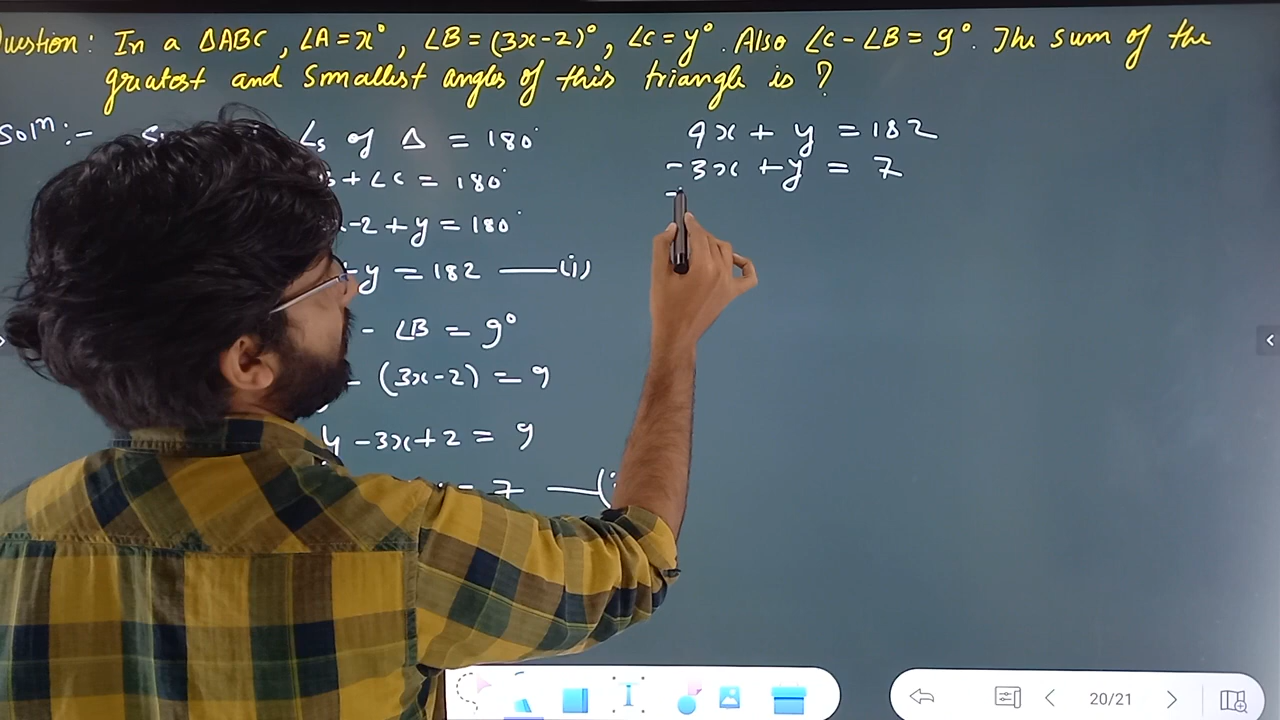 Question: In a ΔABC, ∠A = x°, ∠B = (3x-2)°, ∠C = y°. Also ∠C - ∠B = 9°. The sum of the
greatest and smallest angles of this triangle is ?
Solⁿ:- ∠s of Δ = 180°
+ ∠C = 180°
-2 + y = 180°
+ y = 182 —(i)
- ∠B = 9°
- (3x-2) = 9
y - 3x + 2 = 9
= 7 —(
4x + y = 182
-3x + y = 7
-
20/21